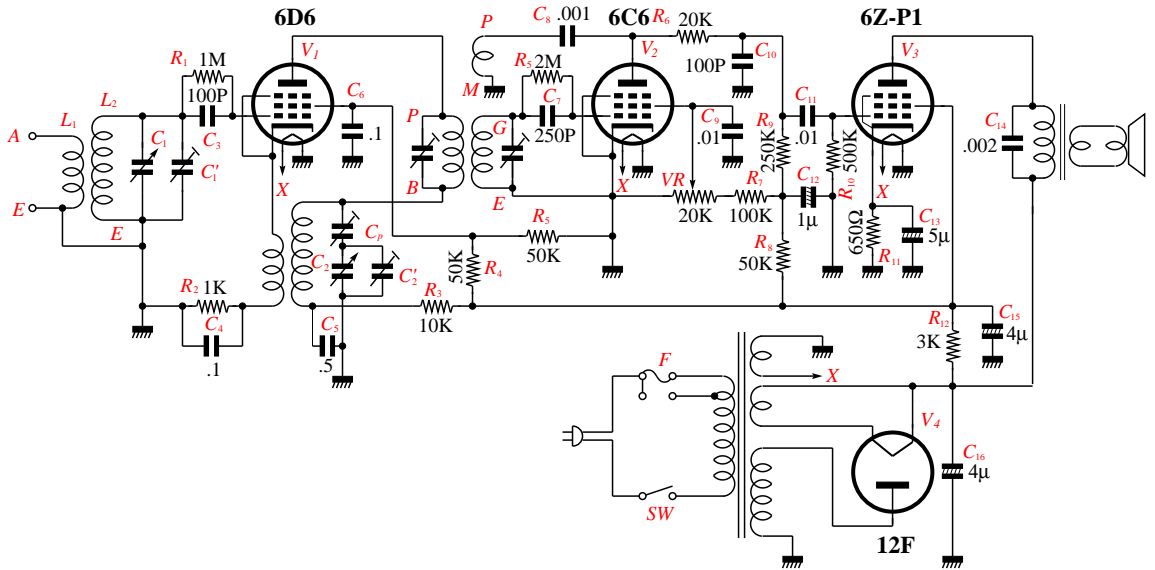 6D6
6C6
6Z-P1
P
C8 .001
R6
20K
V1
V2
V3
R1
1M
100P
C6
.1
R5
2M
C10
100P
M
C7
250P
L2
L1
A
C1
C3
C'1
P
G
C9
.01
C11
.01
R9
250K
500K
R10
C14
.002
X
X
X
B
E
VR
20K
R7
100K
C12
1μ
E
E
R5
50K
Cp
C2
C'2
50K
R4
R8
50K
650Ω
R11
C13
5μ
R2
1K
C4
.1
R3
10K
C5
.5
R12
3K
C15
4μ
F
X
V4
C16
4μ
SW
12F